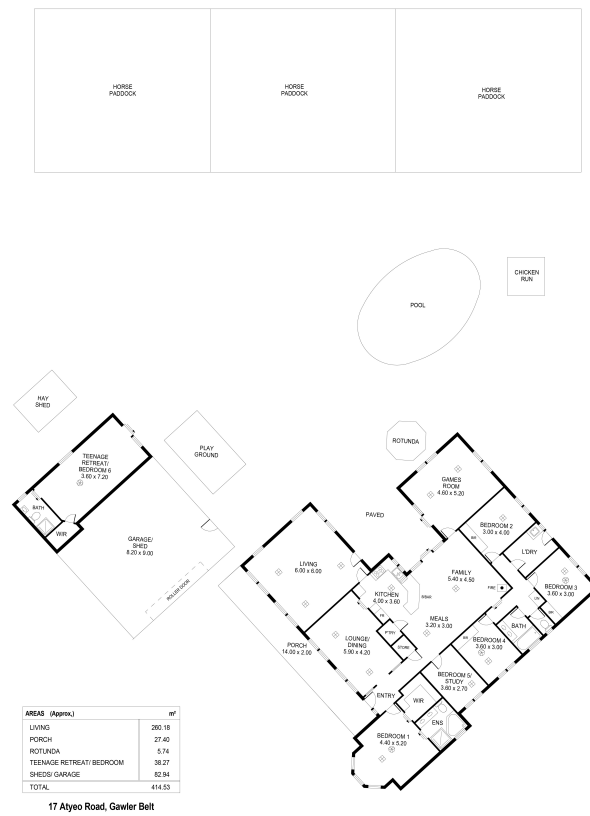 HORSE
PADDOCK
HORSE
PADDOCK
HORSE
PADDOCK
CHICKEN
RUN
POOL
HAY
SHED
PLAY
GROUND
ROTUNDA
TEENAGE
RETREAT/
BEDROOM 6
3.60 x 7.20
BATH
WIR
GARAGE/
SHED
8.20 x 9.00
ROLLER DOOR
PAVED
GAMES
ROOM
4.60 x 5.20
BEDROOM 2
3.00 x 4.00
L'DRY
FAMILY
5.40 x 4.50
FIRE
BEDROOM 3
3.60 x 3.00
LIVING
6.00 x 6.00
KITCHEN
4.00 x 3.60
MEALS
3.20 x 3.00
BATH
BEDROOM 4
3.60 x 3.00
P'TRY
STORE
LOUNGE/
DINING
5.90 x 4.20
PORCH
14.00 x 2.00
BEDROOM 5/
STUDY
3.60 x 2.70
ENTRY
WIR
ENS
BEDROOM 1
4.40 x 5.20
AREAS (Approx,) m²
LIVING 260.18
PORCH 27.40
ROTUNDA 5.74
TEENAGE RETREAT/ BEDROOM 38.27
SHEDS/ GARAGE 82.94
TOTAL 414.53
17 Atyeo Road, Gawler Belt